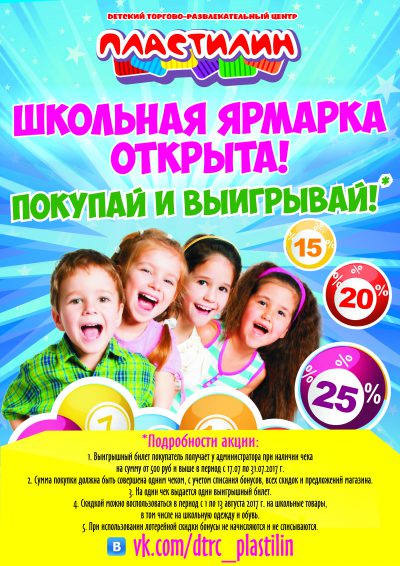 ДЕТСКИЙ ТОРГОВО-РАЗВЛЕКАТЕЛЬНЫЙ ЦЕНТР
ПЛАСТИЛИН
ШКОЛЬНАЯ ЯРМАРКА
ОТКРЫТА!
ПОКУПАЙ И ВЫИГРЫВАЙ!*
% 15 %
% 20 %
% 25 %
*Подробности акции:
1. Выигрышный билет покупатель получает у администратора при наличии чека
на сумму от 500 руб и выше в период с 17.07 по 31.07.2017 г.
2. Сумма покупки должна быть совершена одним чеком, с учетом списания бонусов, всех скидок и предложений магазина.
3. На один чек выдается один выигрышный билет.
4. Скидкой можно воспользоваться в период с 1 по 13 августа 2017 г. на школьные товары,
в том числе на школьную одежду и обувь.
5. При использовании лотерейной скидки бонусы не начисляются и не списываются.
В vk.com/dtrc_plastilin